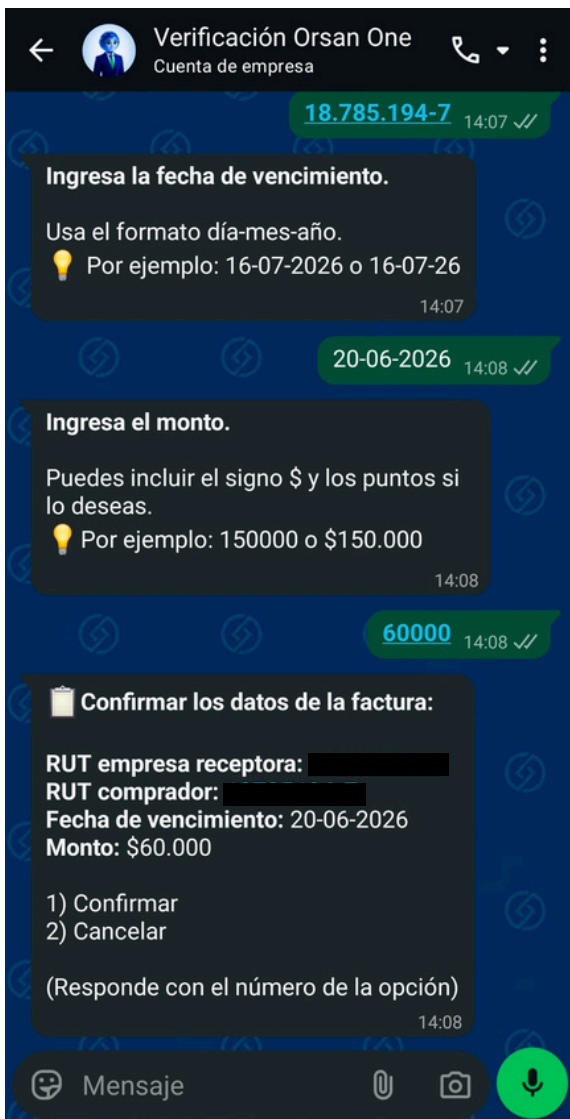 Verificación Orsan One
Cuenta de empresa
18.785.194-7 14:07
Ingresa la fecha de vencimiento.
Usa el formato día-mes-año.
💡 Por ejemplo: 16-07-2026 o 16-07-26
14:07
20-06-2026 14:08
Ingresa el monto.
Puedes incluir el signo $ y los puntos si
lo deseas.
💡 Por ejemplo: 150000 o $150.000
14:08
60000 14:08
📋 Confirmar los datos de la factura:
RUT empresa receptora:
RUT comprador:
Fecha de vencimiento: 20-06-2026
Monto: $60.000
1) Confirmar
2) Cancelar
(Responde con el número de la opción)
14:08
Mensaje